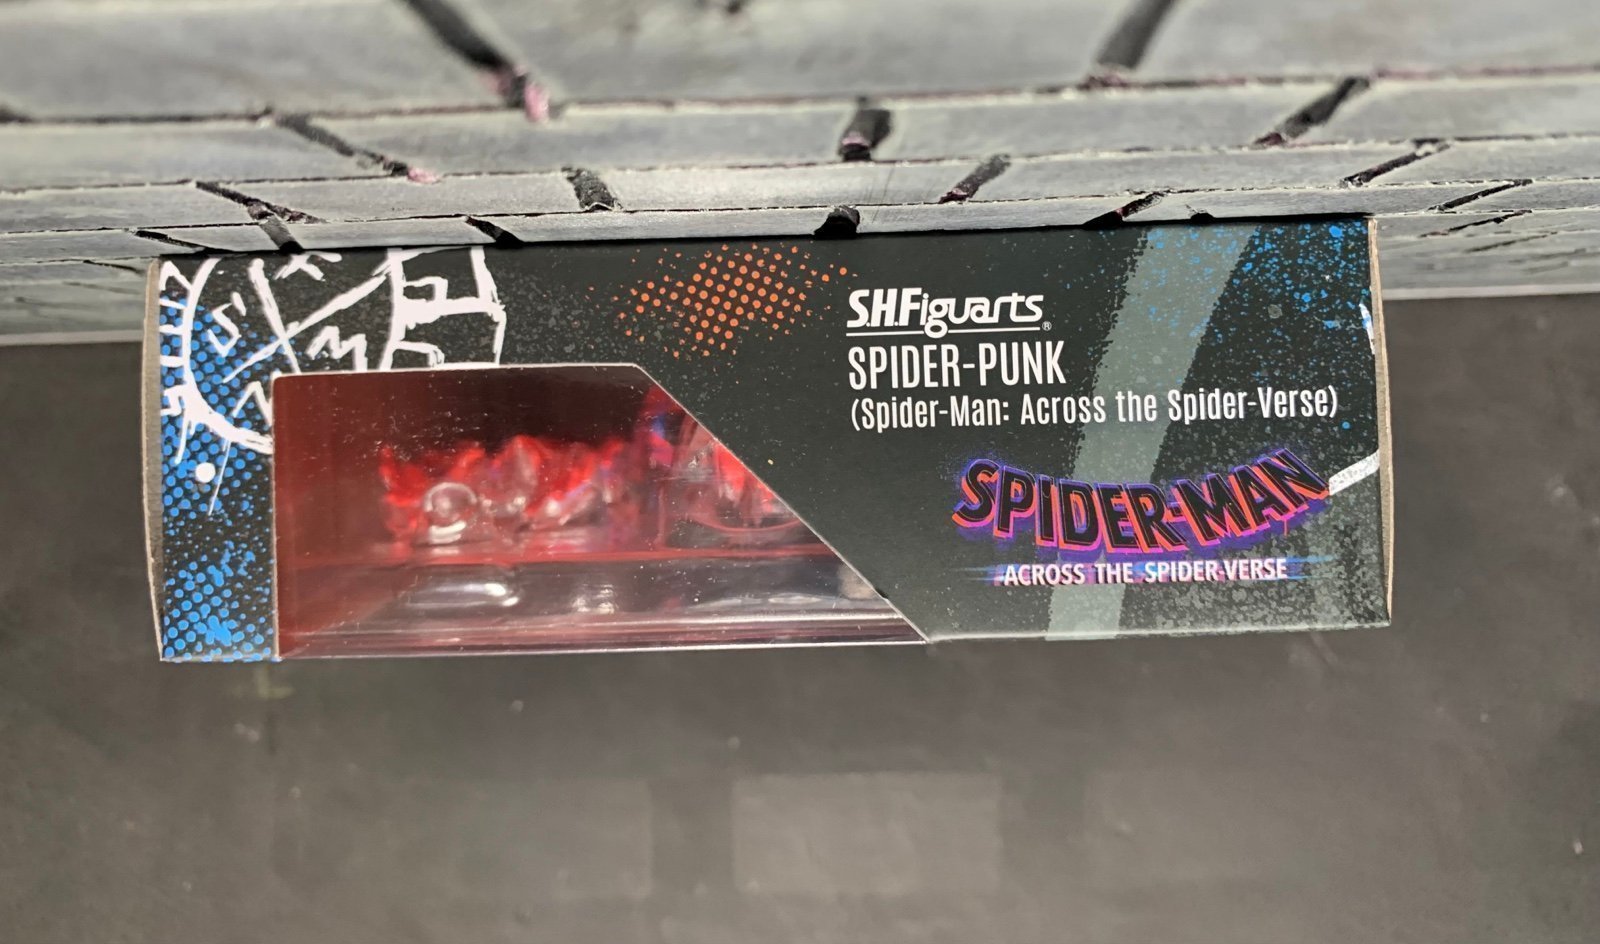 S.H.Figuarts®
SPIDER-PUNK
(Spider-Man: Across the Spider-Verse)
SPIDER-MAN
ACROSS THE SPIDER-VERSE